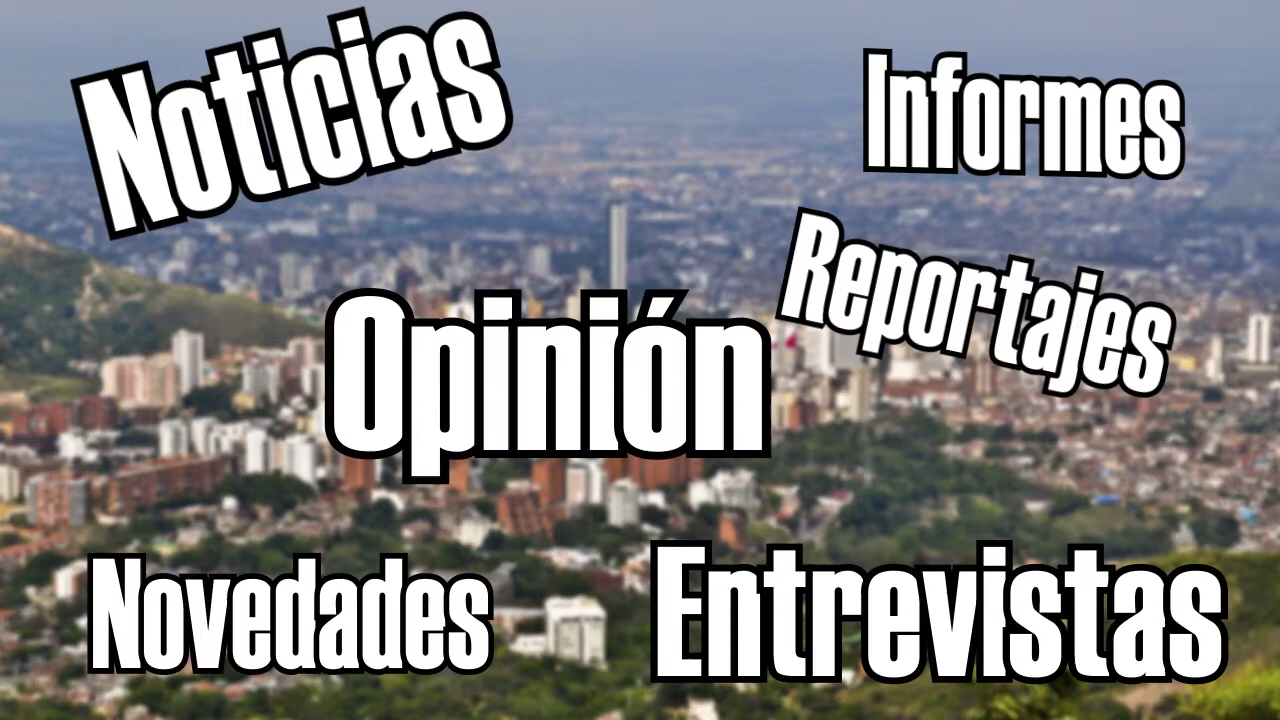 Noticias
Informes
Reportajes
Opinión
Novedades
Entrevistas